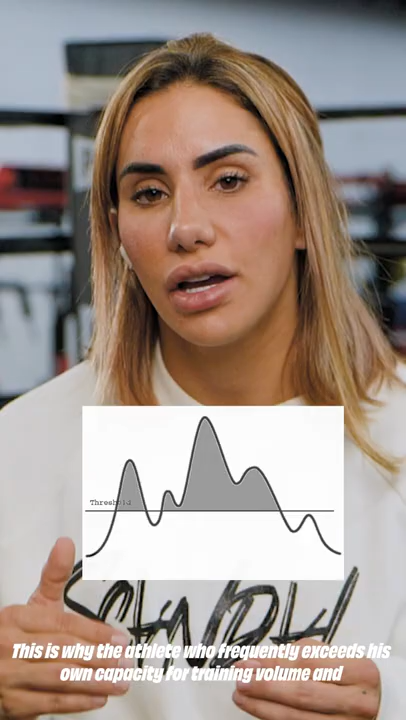 Threshold
This is why the athlete who frequently exceeds his
own capacity for training volume and